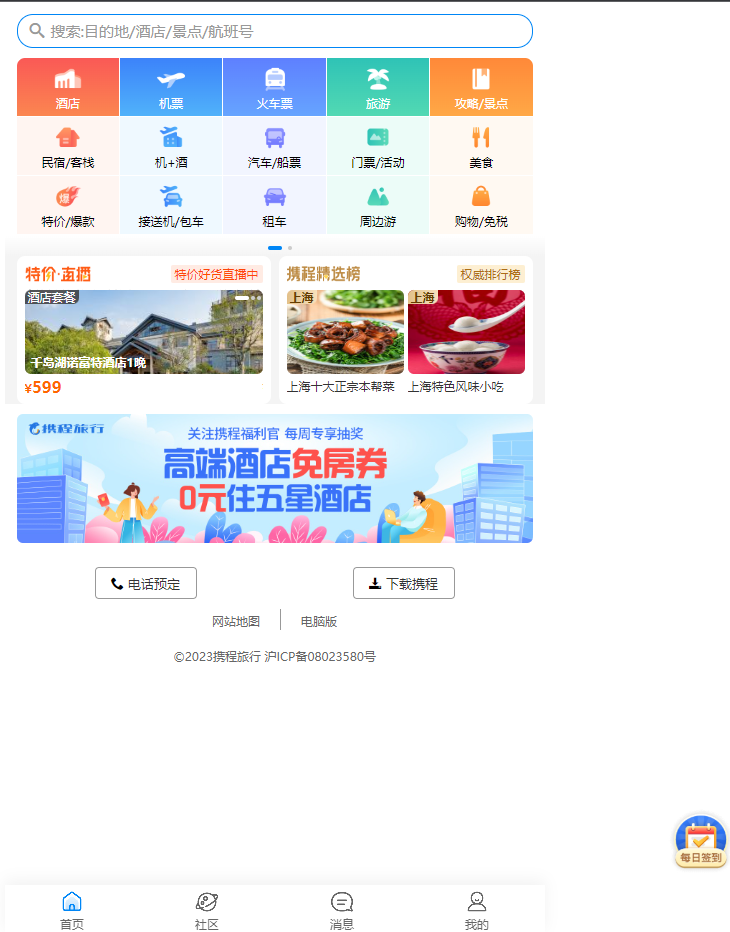 搜索:目的地/酒店/景点/航班号
酒店 机票 火车票 旅游 攻略/景点
民宿/客栈 机+酒 汽车/船票 门票/活动 美食
爆
特价/爆款 接送机/包车 租车 周边游 购物/免税
特价·直播 特价好货直播中
酒店套餐
千岛湖诺富特酒店1晚
¥599
携程精选榜 权威排行榜
上海 上海
上海十大正宗本帮菜 上海特色风味小吃
携程旅行
关注携程福利官 每周专享抽奖
高端酒店免房券
0元住五星酒店
电话预定 下载携程
网站地图 电脑版
©2023携程旅行 沪ICP备08023580号
每日签到
首页 社区 消息 我的